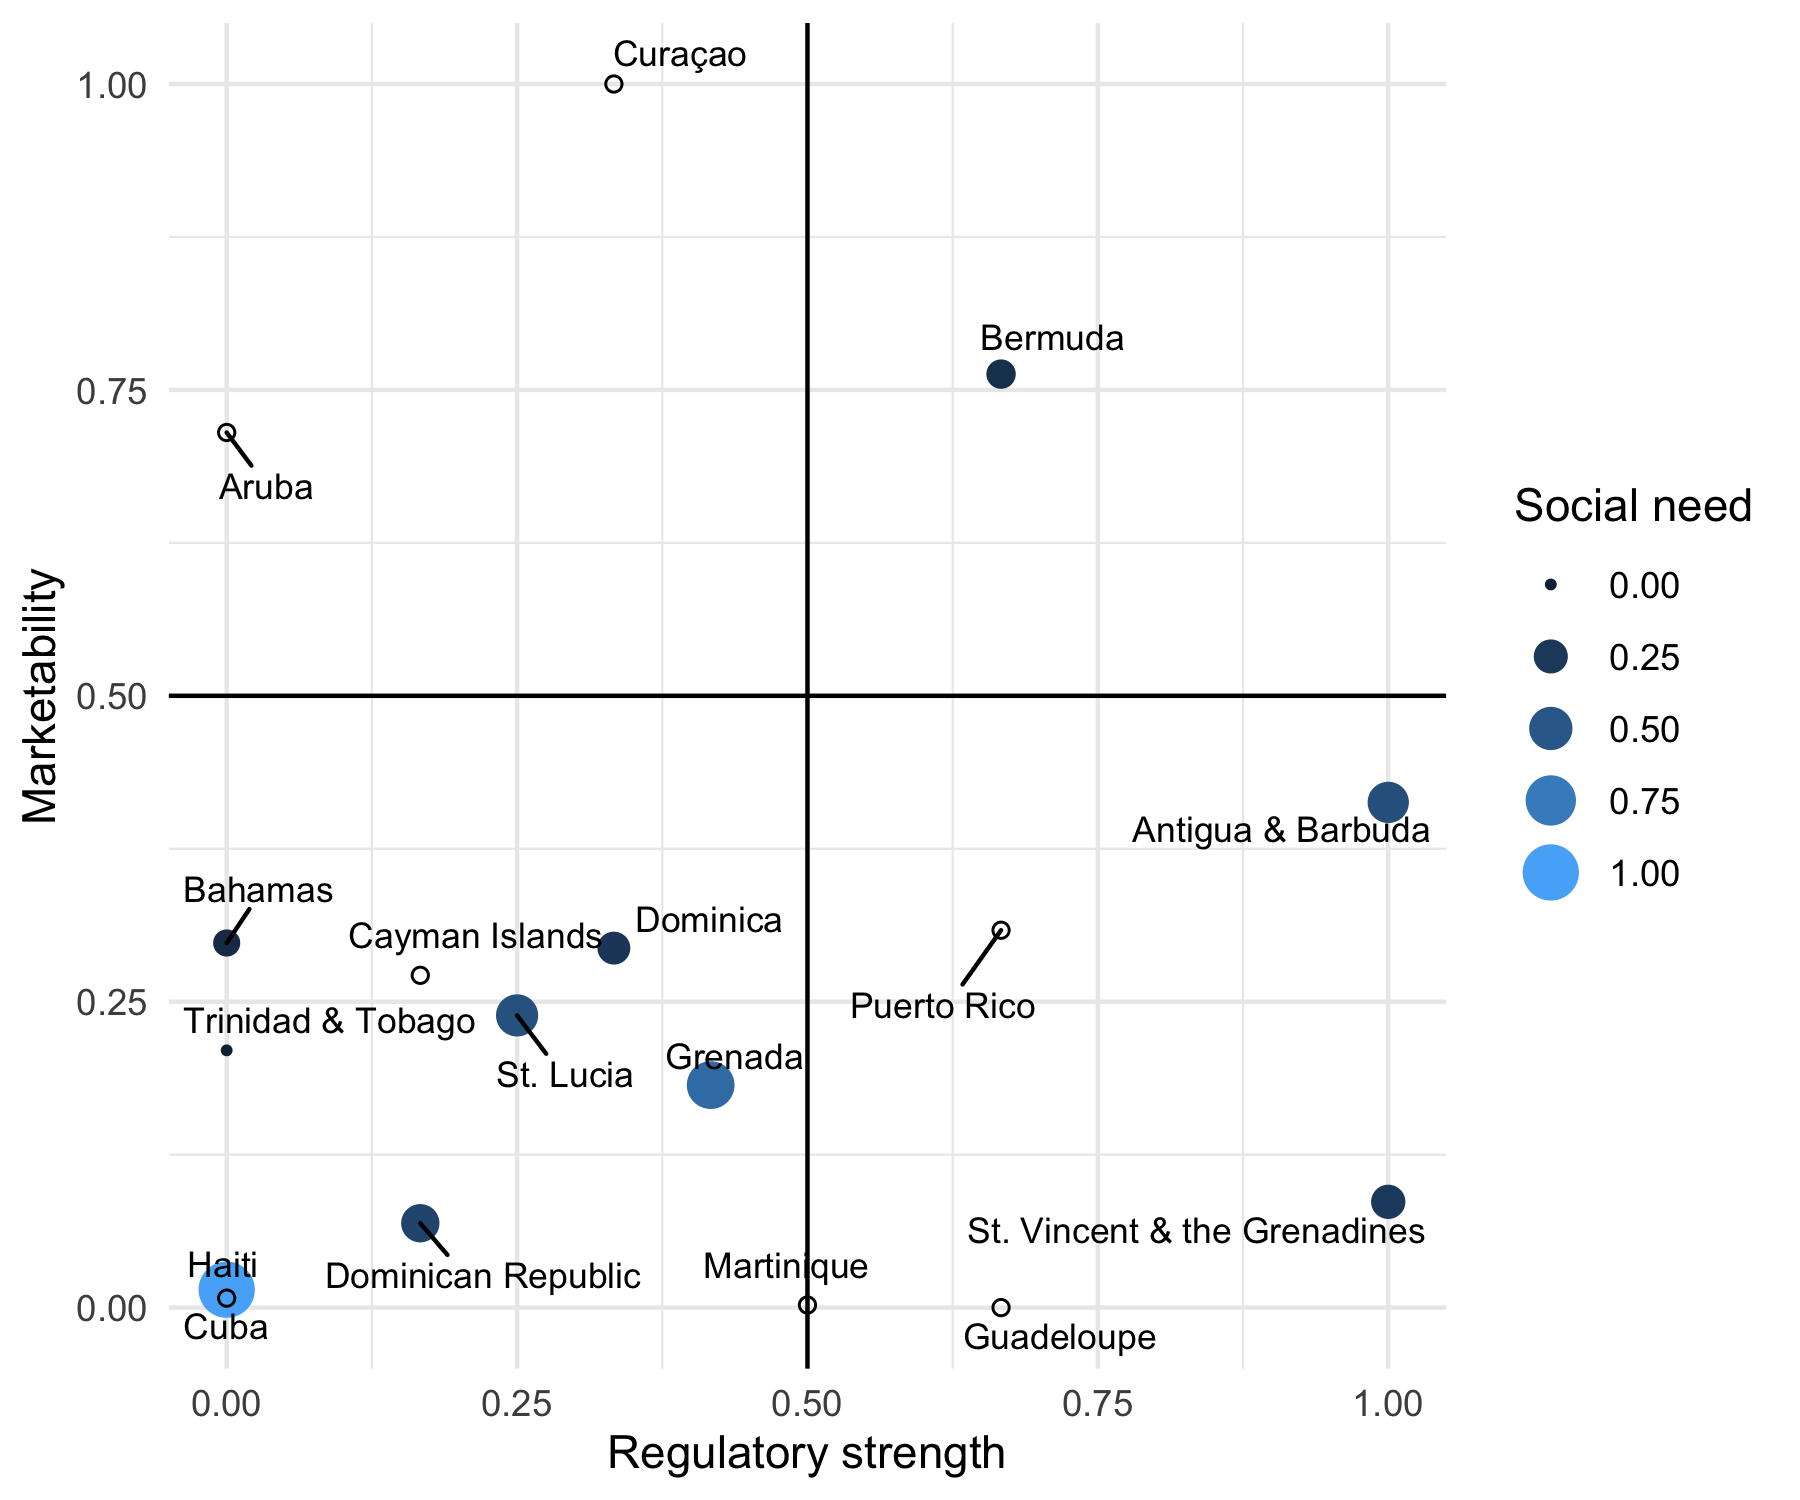 Curaçao
1.00
Bermuda
0.75
Aruba
Social need
0.00
0.25
0.50
0.75
1.00
Marketability
0.50
Antigua & Barbuda
Bahamas
Dominica
Cayman Islands
Puerto Rico
0.25
Trinidad & Tobago
Grenada
St. Lucia
St. Vincent & the Grenadines
Haiti
Martinique
Dominican Republic
0.00
Cuba
Guadeloupe
0.00 0.25 0.50 0.75 1.00
Regulatory strength